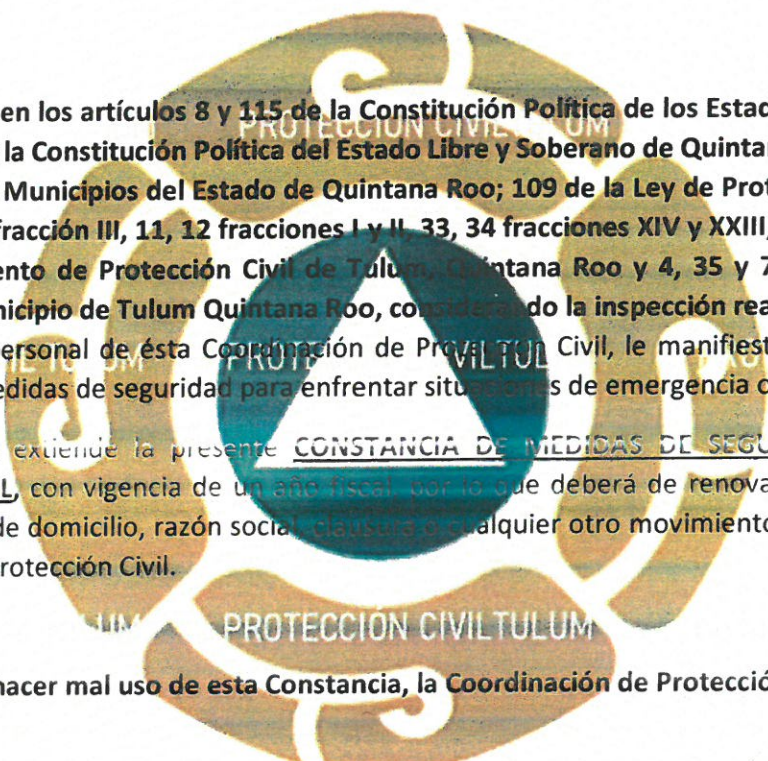 en los artículos 8 y 115 de la Constitución Política de los Estad
PROTECCIÓN CIVILTULUM
la Constitución Política del Estado Libre y Soberano de Quinta
Municipios del Estado de Quintana Roo; 109 de la Ley de Prot
fracción III, 11, 12 fracciones I y II, 33, 34 fracciones XIV y XXIII,
ento de Protección Civil de Tulum, Quintana Roo y 4, 35 y 7
nicipio de Tulum Quintana Roo, considerando la inspección rea
ersonal de ésta Coordinación de Protección Civil, le manifiest
edidas de seguridad para enfrentar situaciones de emergencia o
extiende la presente CONSTANCIA DE MEDIDAS DE SEGU
L, con vigencia de un año fiscal, por lo que deberá de renova
de domicilio, razón social, clausura o cualquier otro movimiento
rotección Civil.
PROTECCIÓN CIVILTULUM
hacer mal uso de esta Constancia, la Coordinación de Protecció